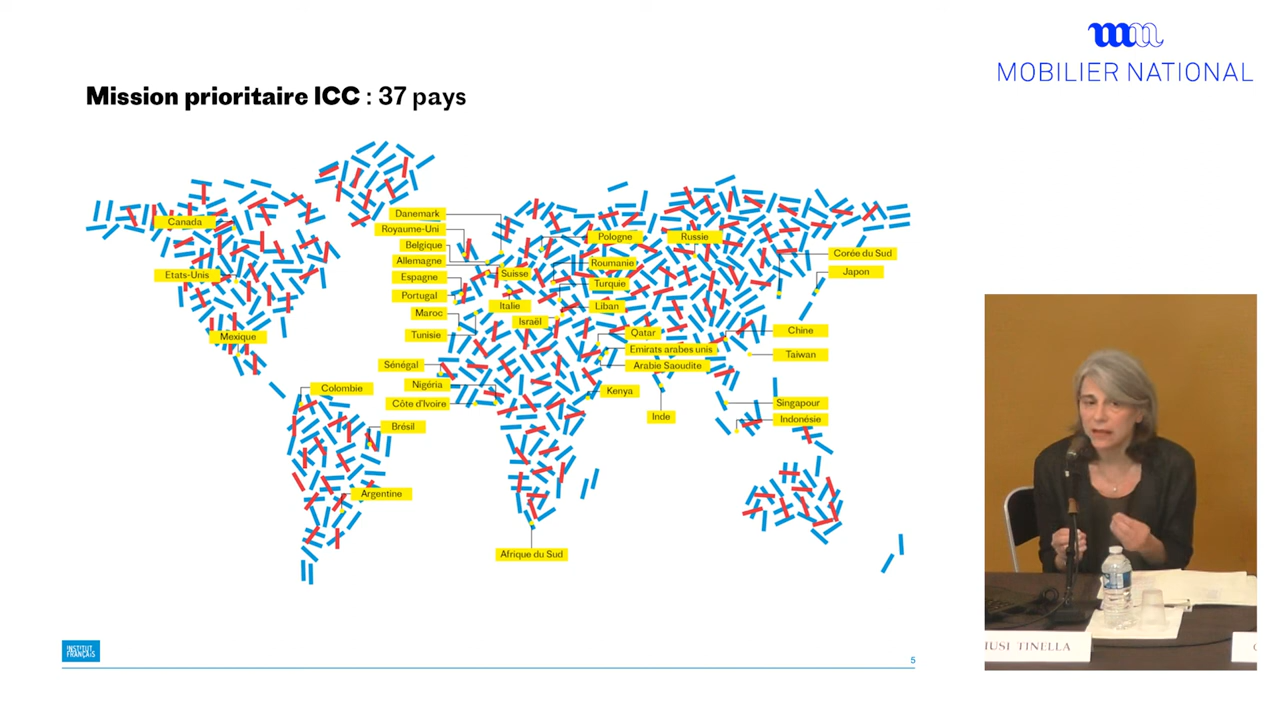 MOBILIER NATIONAL
Mission prioritaire ICC : 37 pays
Canada
Etats-Unis
Mexique
Colombie
Brésil
Argentine
Danemark
Royaume-Uni
Belgique
Allemagne
Espagne
Portugal
Maroc
Tunisie
Sénégal
Nigéria
Côte d'Ivoire
Suisse
Italie
Israël
Pologne
Roumanie
Turquie
Liban
Qatar
Emirats arabes unis
Arabie Saoudite
Kenya
Inde
Afrique du Sud
Russie
Corée du Sud
Japon
Chine
Taiwan
Singapour
Indonésie
INSTITUT
FRANÇAIS
5
TINELLA